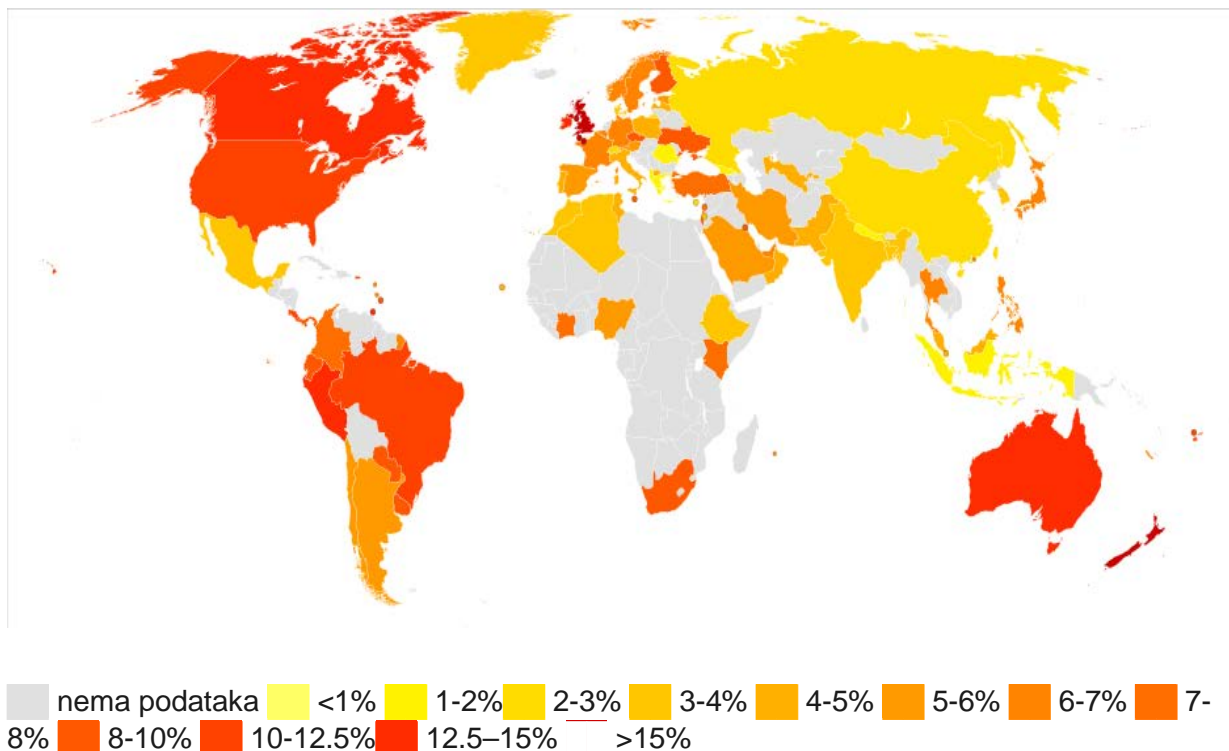 nema podataka <1% 1-2% 2-3% 3-4% 4-5% 5-6% 6-7% 7-
8% 8-10% 10-12.5% 12.5–15% >15%